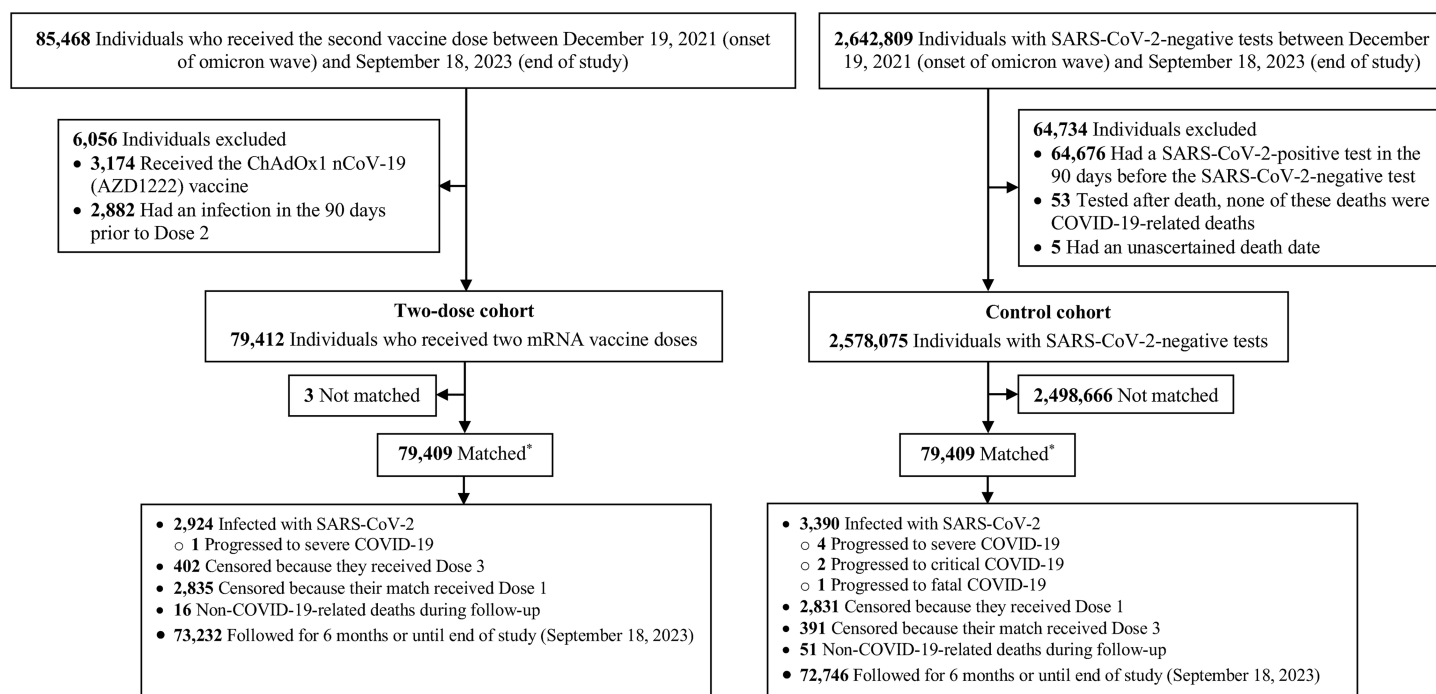 85,468 Individuals who received the second vaccine dose between December 19, 2021 (onset
of omicron wave) and September 18, 2023 (end of study)
2,642,809 Individuals with SARS-CoV-2-negative tests between December
19, 2021 (onset of omicron wave) and September 18, 2023 (end of study)
6,056 Individuals excluded
• 3,174 Received the ChAdOx1 nCoV-19
(AZD1222) vaccine
• 2,882 Had an infection in the 90 days
prior to Dose 2
64,734 Individuals excluded
• 64,676 Had a SARS-CoV-2-positive test in the
90 days before the SARS-CoV-2-negative test
• 53 Tested after death, none of these deaths were
COVID-19-related deaths
• 5 Had an unascertained death date
Two-dose cohort
79,412 Individuals who received two mRNA vaccine doses
Control cohort
2,578,075 Individuals with SARS-CoV-2-negative tests
3 Not matched
2,498,666 Not matched
79,409 Matched*
79,409 Matched*
• 2,924 Infected with SARS-CoV-2
○ 1 Progressed to severe COVID-19
• 402 Censored because they received Dose 3
• 2,835 Censored because their match received Dose 1
• 16 Non-COVID-19-related deaths during follow-up
• 73,232 Followed for 6 months or until end of study (September 18, 2023)
• 3,390 Infected with SARS-CoV-2
○ 4 Progressed to severe COVID-19
○ 2 Progressed to critical COVID-19
○ 1 Progressed to fatal COVID-19
• 2,831 Censored because they received Dose 1
• 391 Censored because their match received Dose 3
• 51 Non-COVID-19-related deaths during follow-up
• 72,746 Followed for 6 months or until end of study (September 18, 2023)